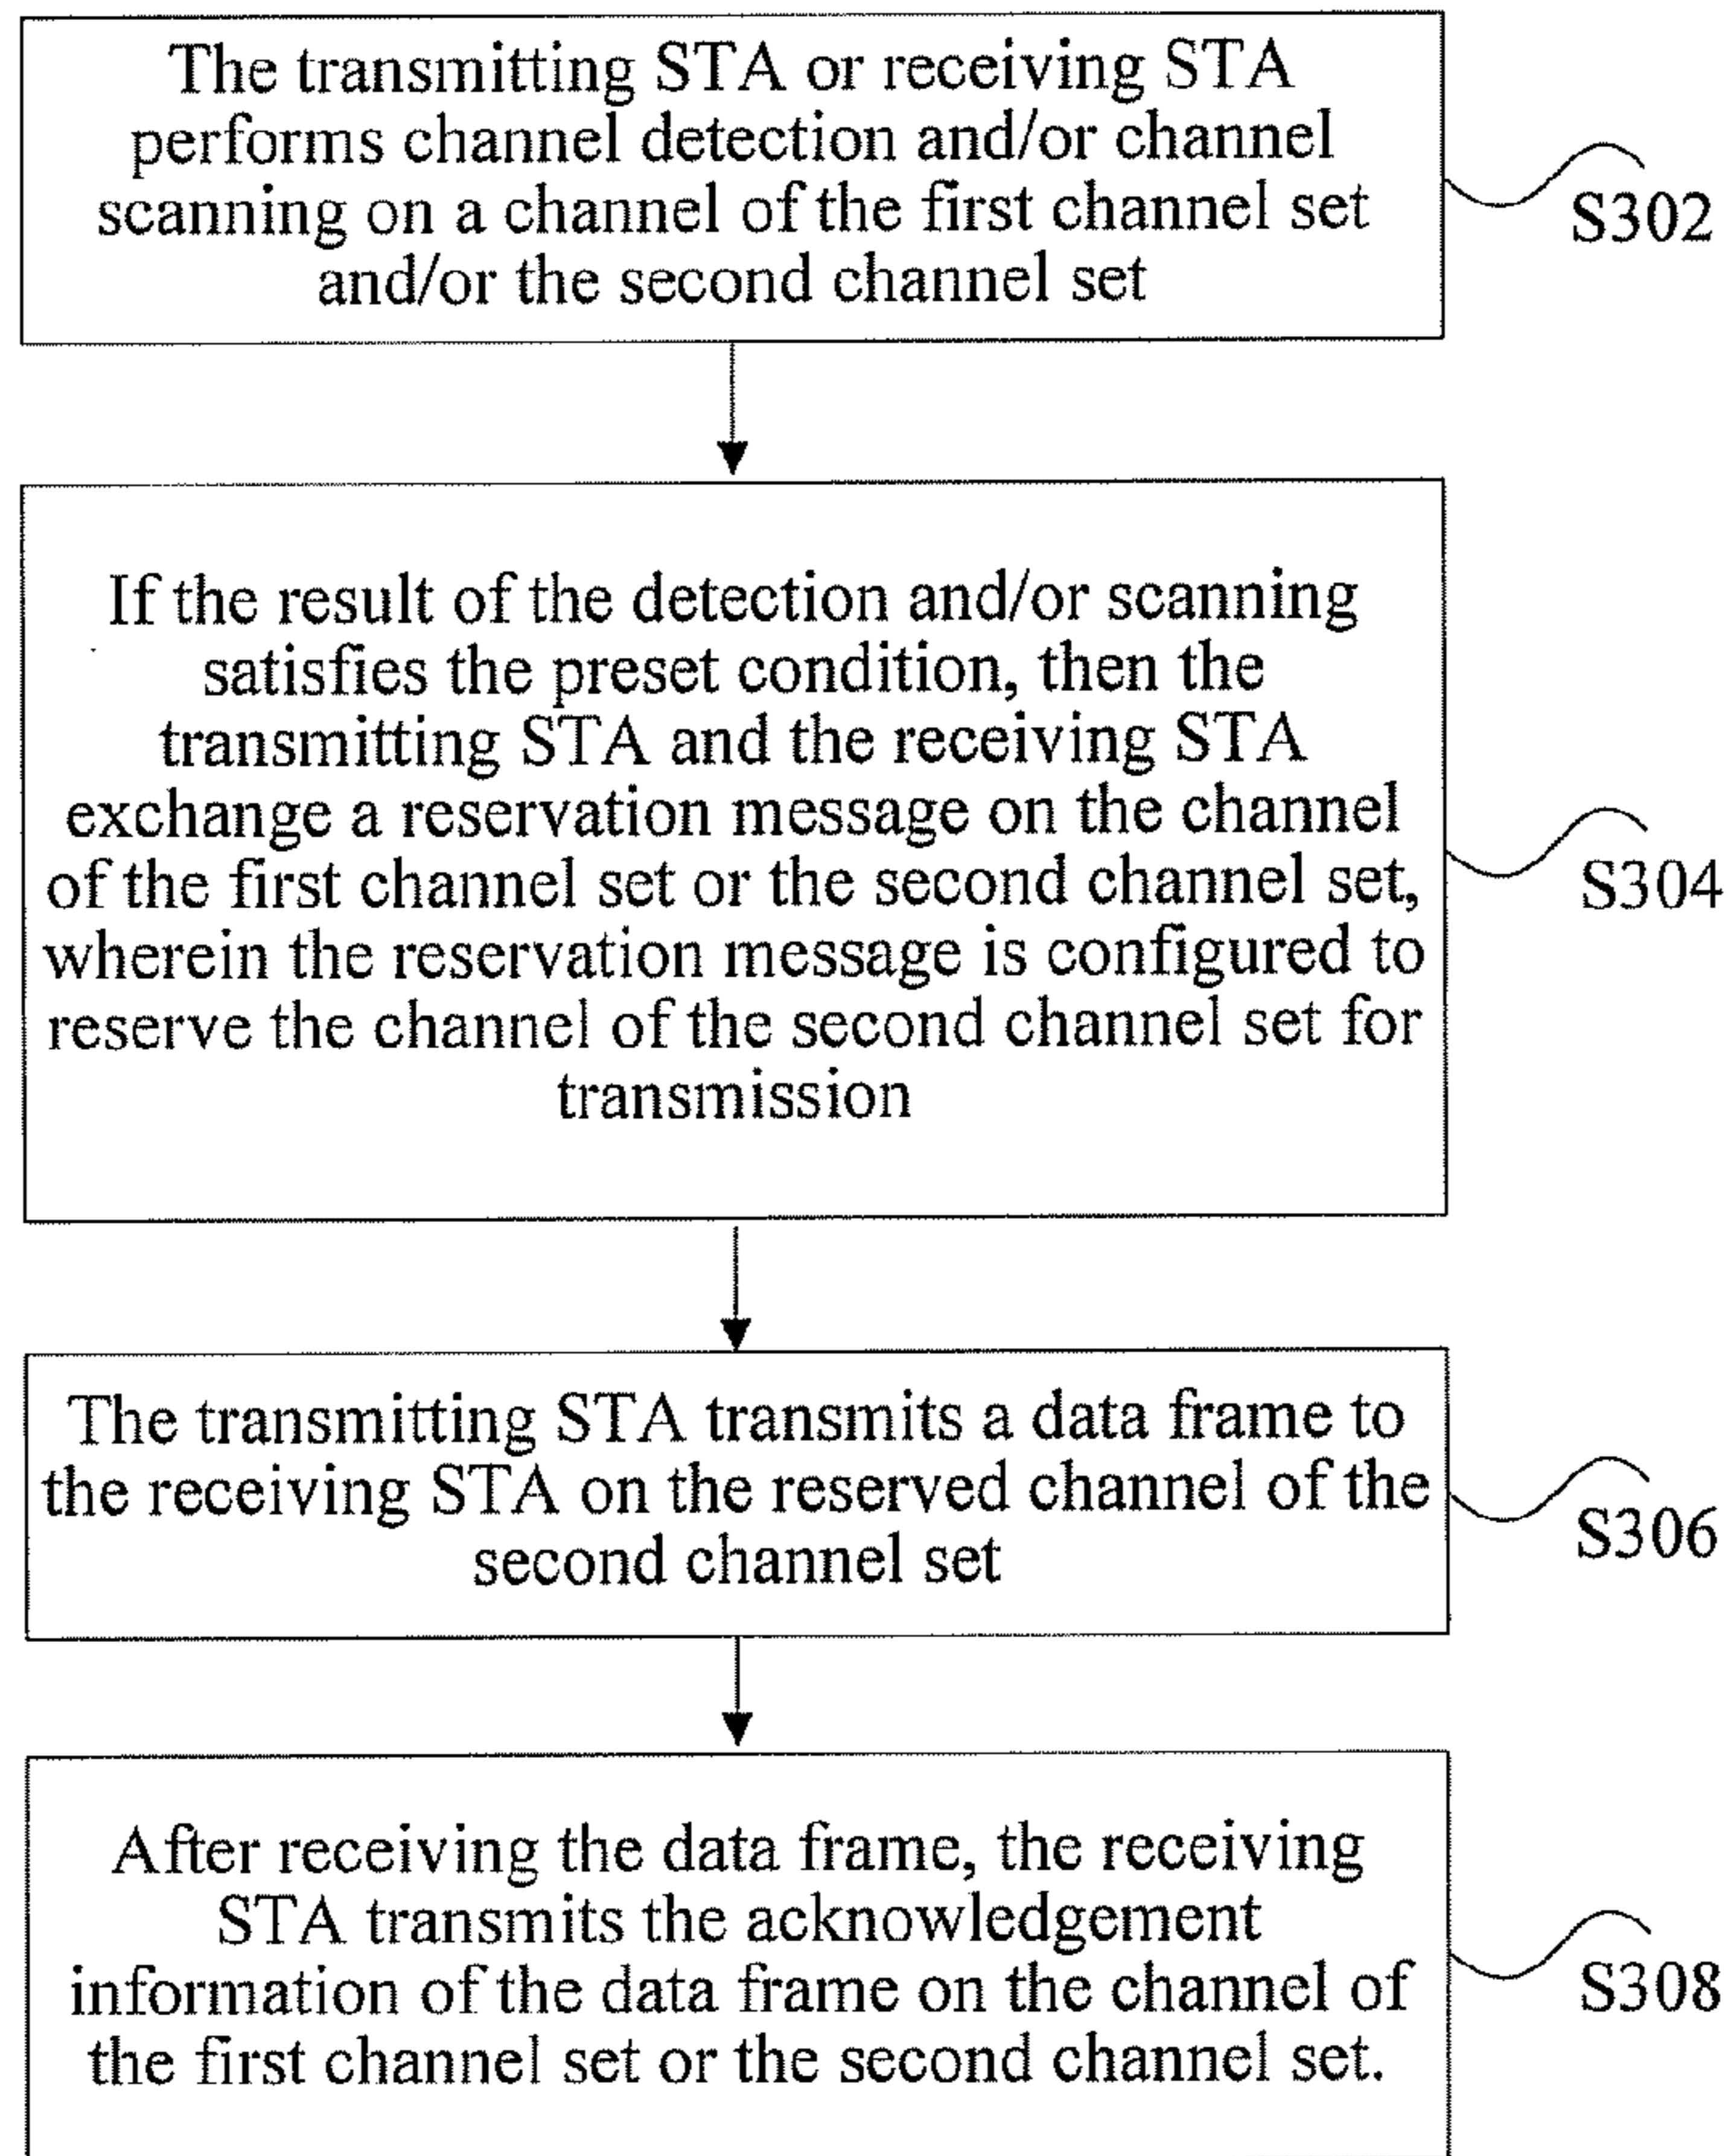 The transmitting STA or receiving STA
performs channel detection and/or channel
scanning on a channel of the first channel set
and/or the second channel set
S302
If the result of the detection and/or scanning
satisfies the preset condition, then the
transmitting STA and the receiving STA
exchange a reservation message on the channel
of the first channel set or the second channel set,
wherein the reservation message is configured to
reserve the channel of the second channel set for
transmission
S304
The transmitting STA transmits a data frame to
the receiving STA on the reserved channel of the
second channel set
S306
After receiving the data frame, the receiving
STA transmits the acknowledgement
information of the data frame on the channel of
the first channel set or the second channel set.
S308